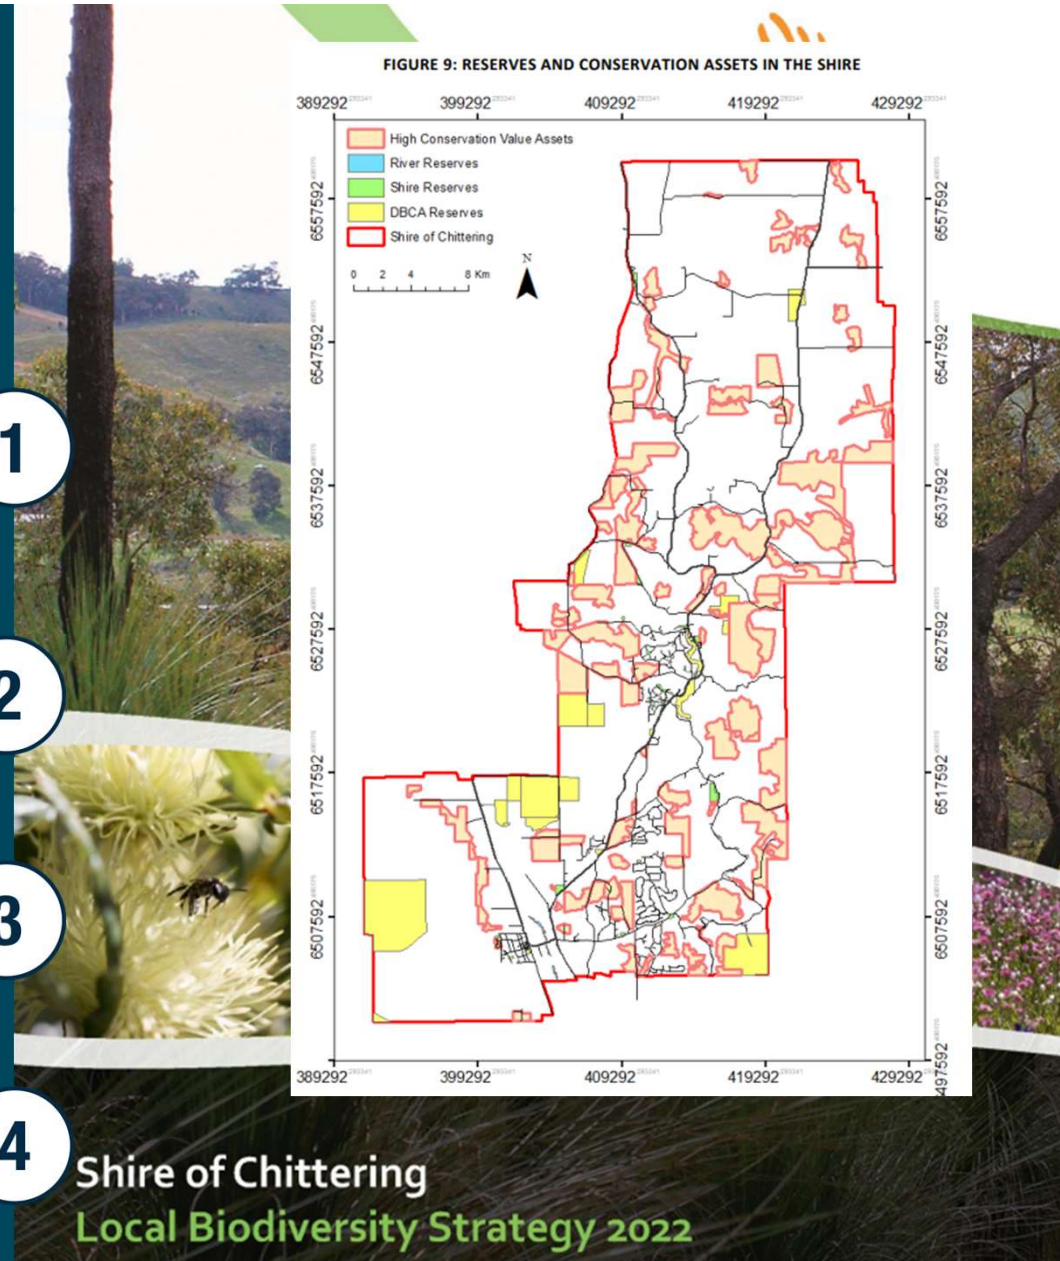 FIGURE 9: RESERVES AND CONSERVATION ASSETS IN THE SHIRE
389292 399292 409292 419292 429292
High Conservation Value Assets
River Reserves
Shire Reserves
DBCA Reserves
Shire of Chittering
0 2 4 8 Km
N
6557592 6557592
6547592 6547592
1
6537592 6537592
6527592 6527592
2
6517592 6517592
3
6507592 6507592
497592
389292 399292 409292 419292 429292
4
Shire of Chittering
Local Biodiversity Strategy 2022